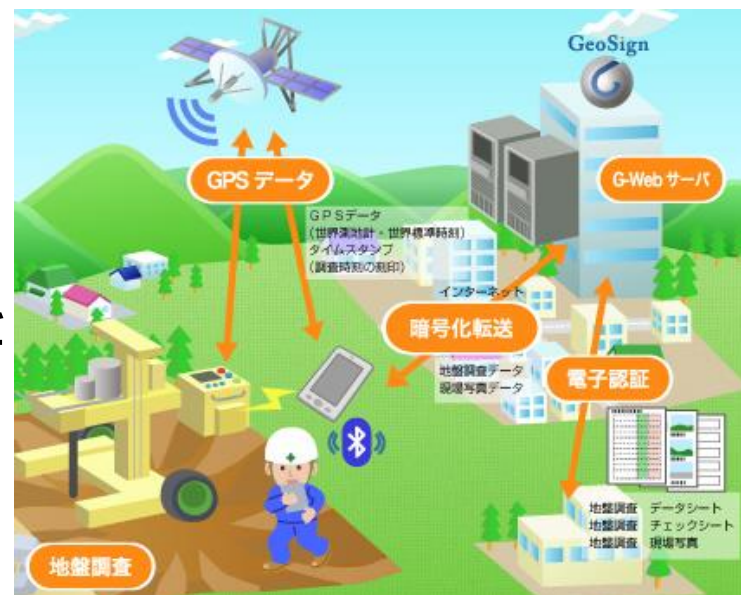 GeoSign
GPS データ
G-Web サーバ
GPSデータ
(世界測地計・世界標準時刻)
タイムスタンプ
(調査時刻の刻印)
インターネット
暗号化転送
地盤調査データ
現場写真データ
電子認証
地盤調査 データシート
地盤調査 チェックシート
地盤調査 現場写真
地盤調査